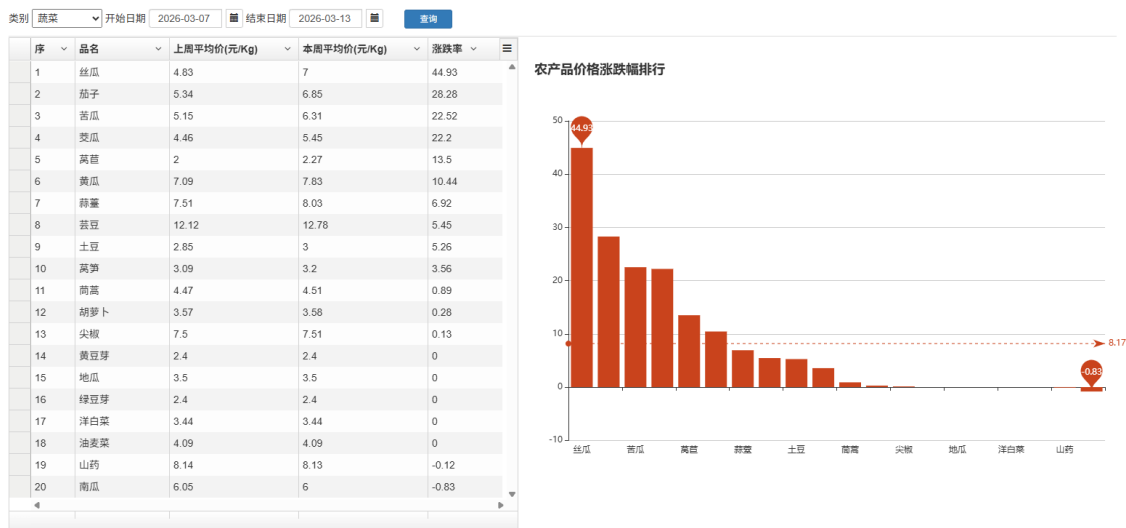 类别 蔬菜 开始日期 2026-03-07 结束日期 2026-03-13 查询
序 品名 上周平均价(元/Kg) 本周平均价(元/Kg) 涨跌率
1 丝瓜 4.83 7 44.93
2 茄子 5.34 6.85 28.28
3 苦瓜 5.15 6.31 22.52
4 茭瓜 4.46 5.45 22.2
5 莴苣 2 2.27 13.5
6 黄瓜 7.09 7.83 10.44
7 蒜薹 7.51 8.03 6.92
8 芸豆 12.12 12.78 5.45
9 土豆 2.85 3 5.26
10 莴笋 3.09 3.2 3.56
11 茼蒿 4.47 4.51 0.89
12 胡萝卜 3.57 3.58 0.28
13 尖椒 7.5 7.51 0.13
14 黄豆芽 2.4 2.4 0
15 地瓜 3.5 3.5 0
16 绿豆芽 2.4 2.4 0
17 洋白菜 3.44 3.44 0
18 油麦菜 4.09 4.09 0
19 山药 8.14 8.13 -0.12
20 南瓜 6.05 6 -0.83
农产品价格涨跌幅排行
50
44.93
40
30
20
10
8.17
0
-0.83
-10
丝瓜 苦瓜 莴苣 蒜薹 土豆 茼蒿 尖椒 地瓜 洋白菜 山药